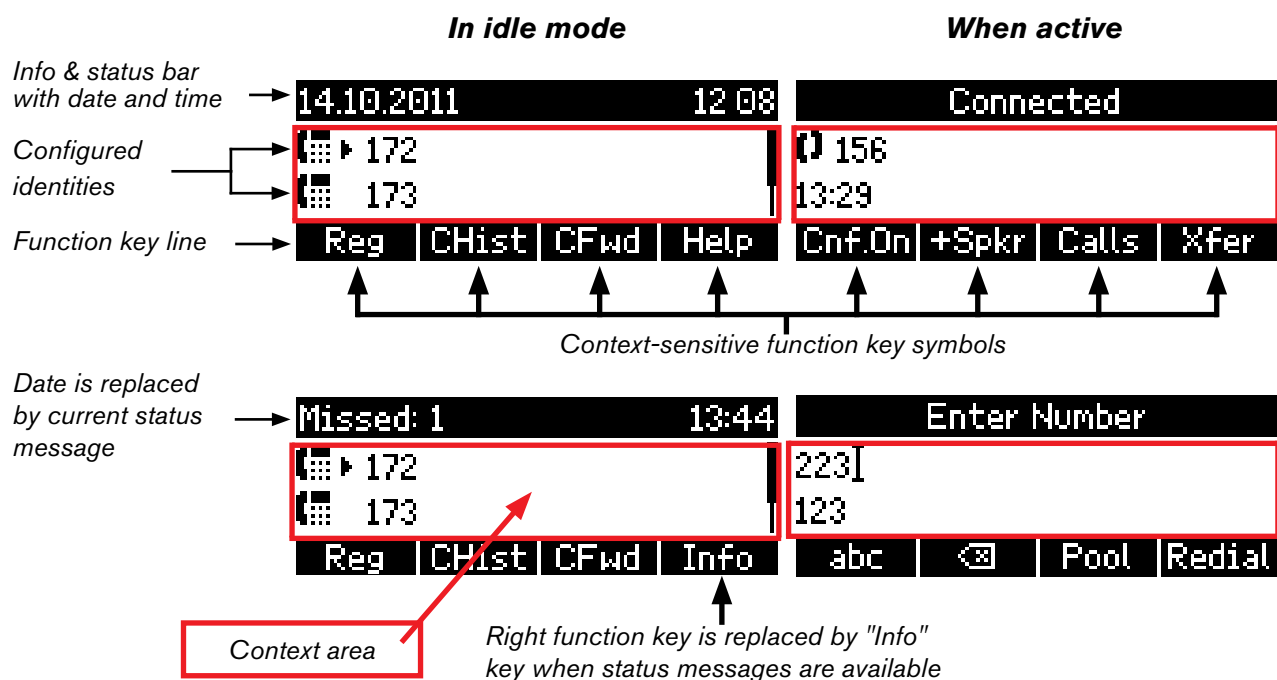 In idle mode
When active
Info & status bar
with date and time
14.10.2011 12 08
Connected
Configured
identities
172
173
156
13:29
Function key line
Reg CHist CFwd Help
Cnf.On +Spkr Calls Xfer
Context-sensitive function key symbols
Date is replaced
by current status
message
Missed: 1 13:44
Enter Number
172
173
223
123
Reg CHist CFwd Info
abc Pool Redial
Context area
Right function key is replaced by "Info"
key when status messages are available